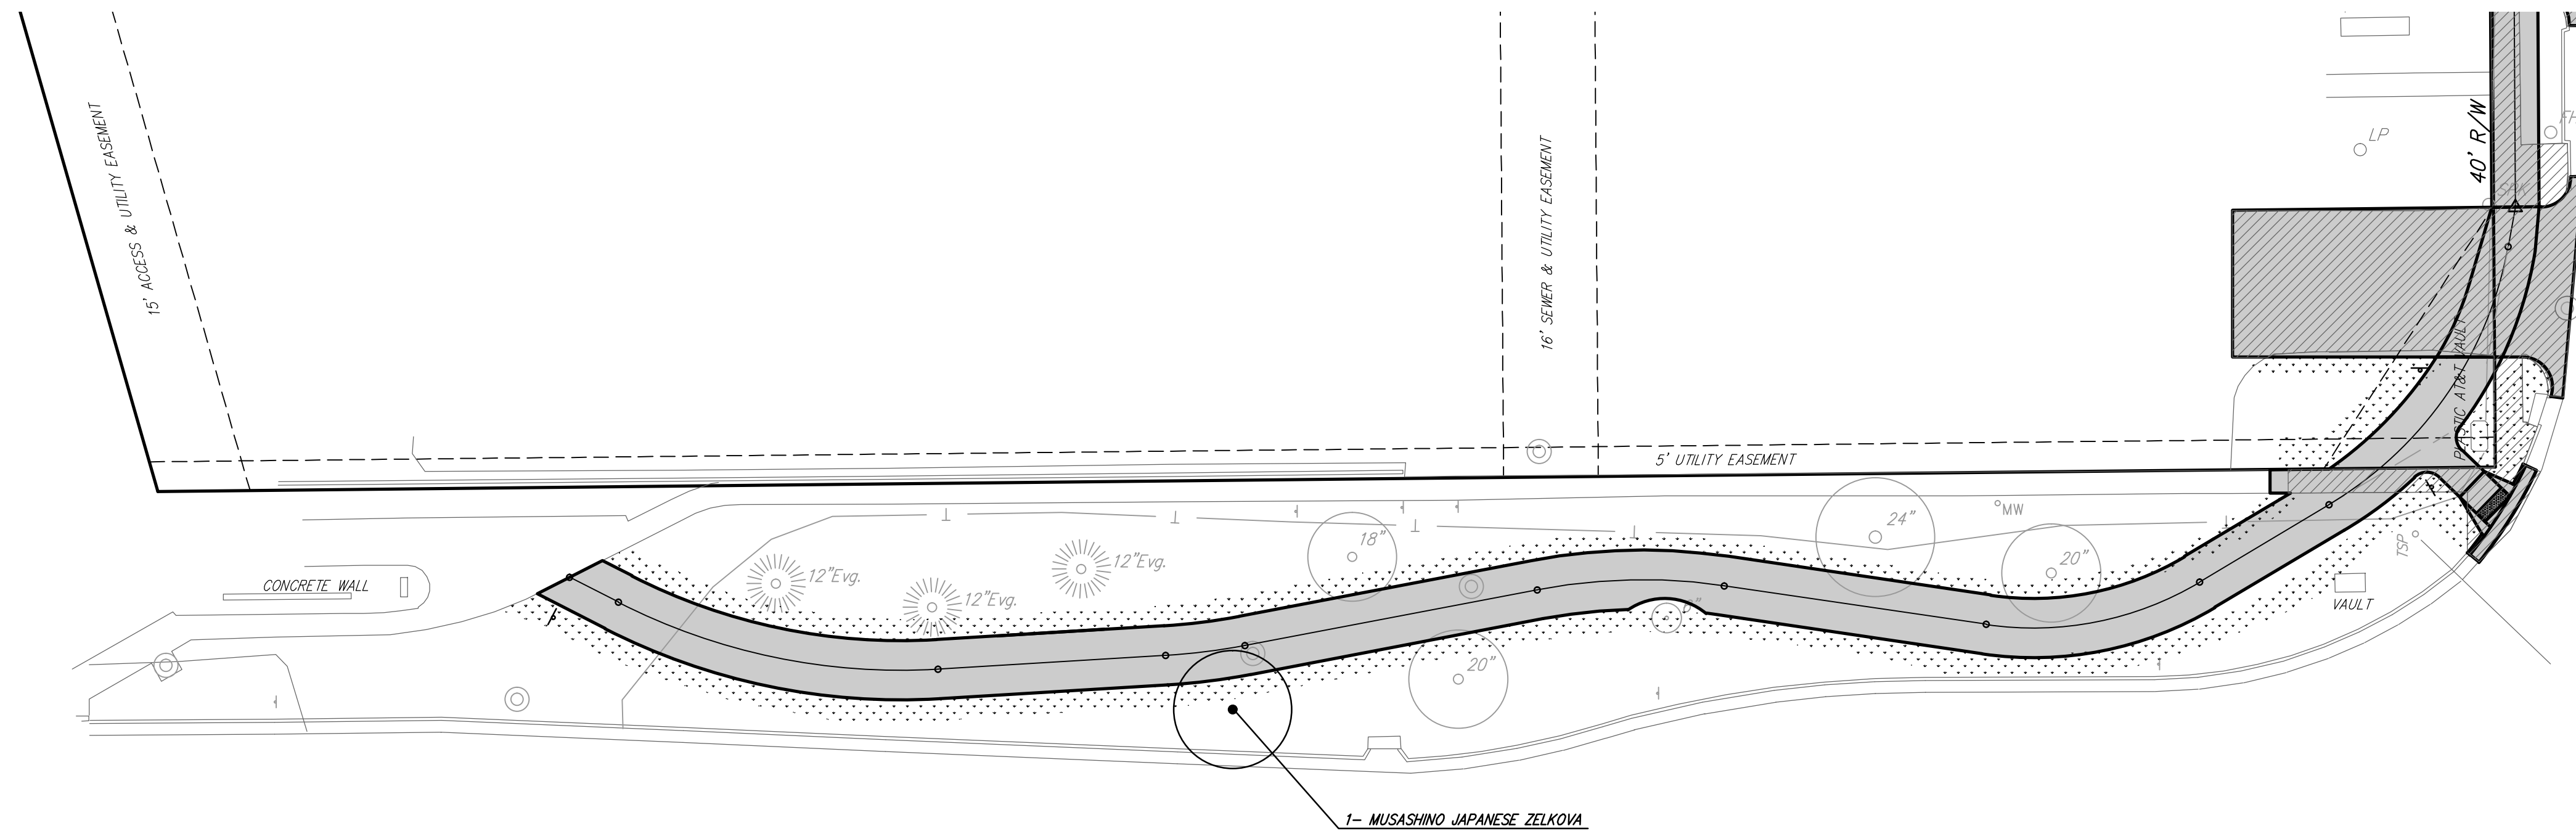 15' ACCESS & UTILITY EASEMENT
16' SEWER & UTILITY EASEMENT
40' R/W
LP
FH
5' UTILITY EASEMENT
CONCRETE WALL
12"Evg.
12"Evg.
12"Evg.
18"
24"
MW
20"
TSP
VAULT
20"
1- MUSASHINO JAPANESE ZELKOVA